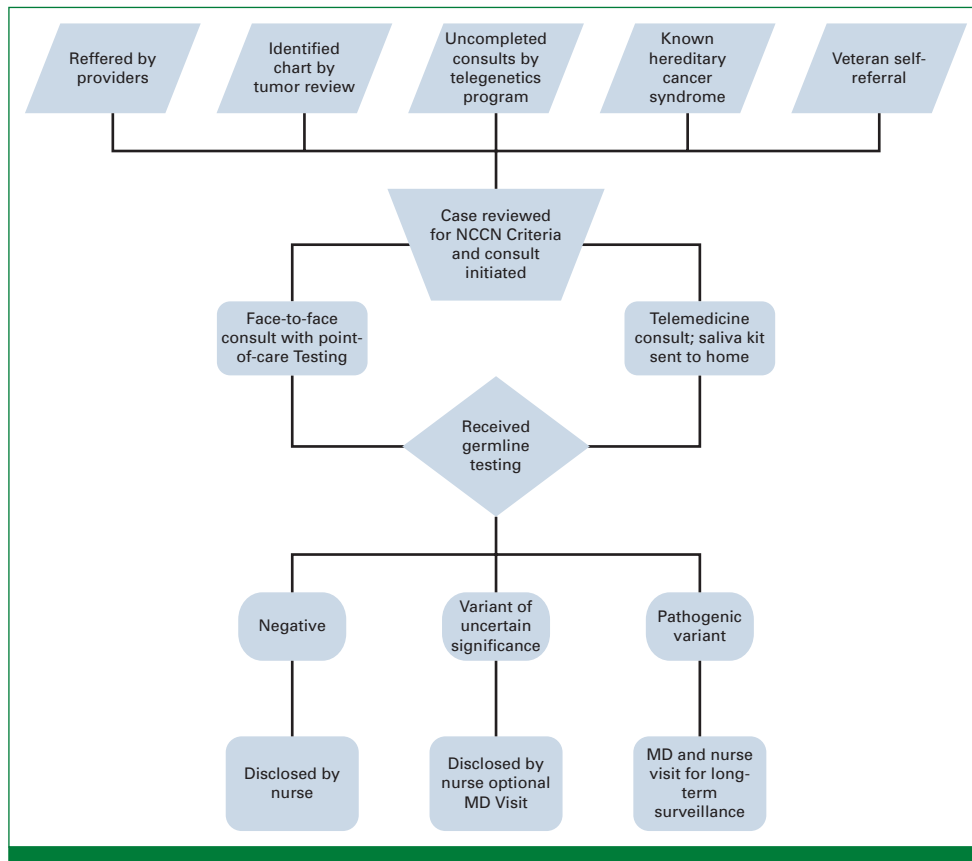 Reffered by
providers
Identified
chart by
tumor review
Uncompleted
consults by
telegenetics
program
Known
hereditary
cancer
syndrome
Veteran self-
referral
Case reviewed
for NCCN Criteria
and consult
initiated
Face-to-face
consult with point-
of-care Testing
Telemedicine
consult; saliva kit
sent to home
Received
germline
testing
Negative
Variant of
uncertain
significance
Pathogenic
variant
Disclosed by
nurse
Disclosed by
nurse optional
MD Visit
MD and nurse
visit for long-
term
surveillance